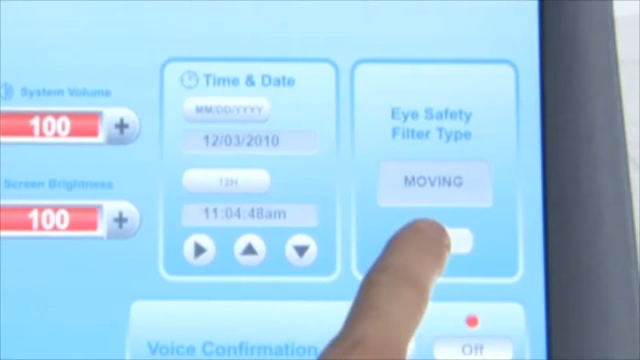 System Volume
100 +
Screen Brightness
100 +
Time & Date
MM/DD/YYYY
12/03/2010
12H
11:04:48am
Eye Safety
Filter Type
MOVING
Voice Confirmation
Off